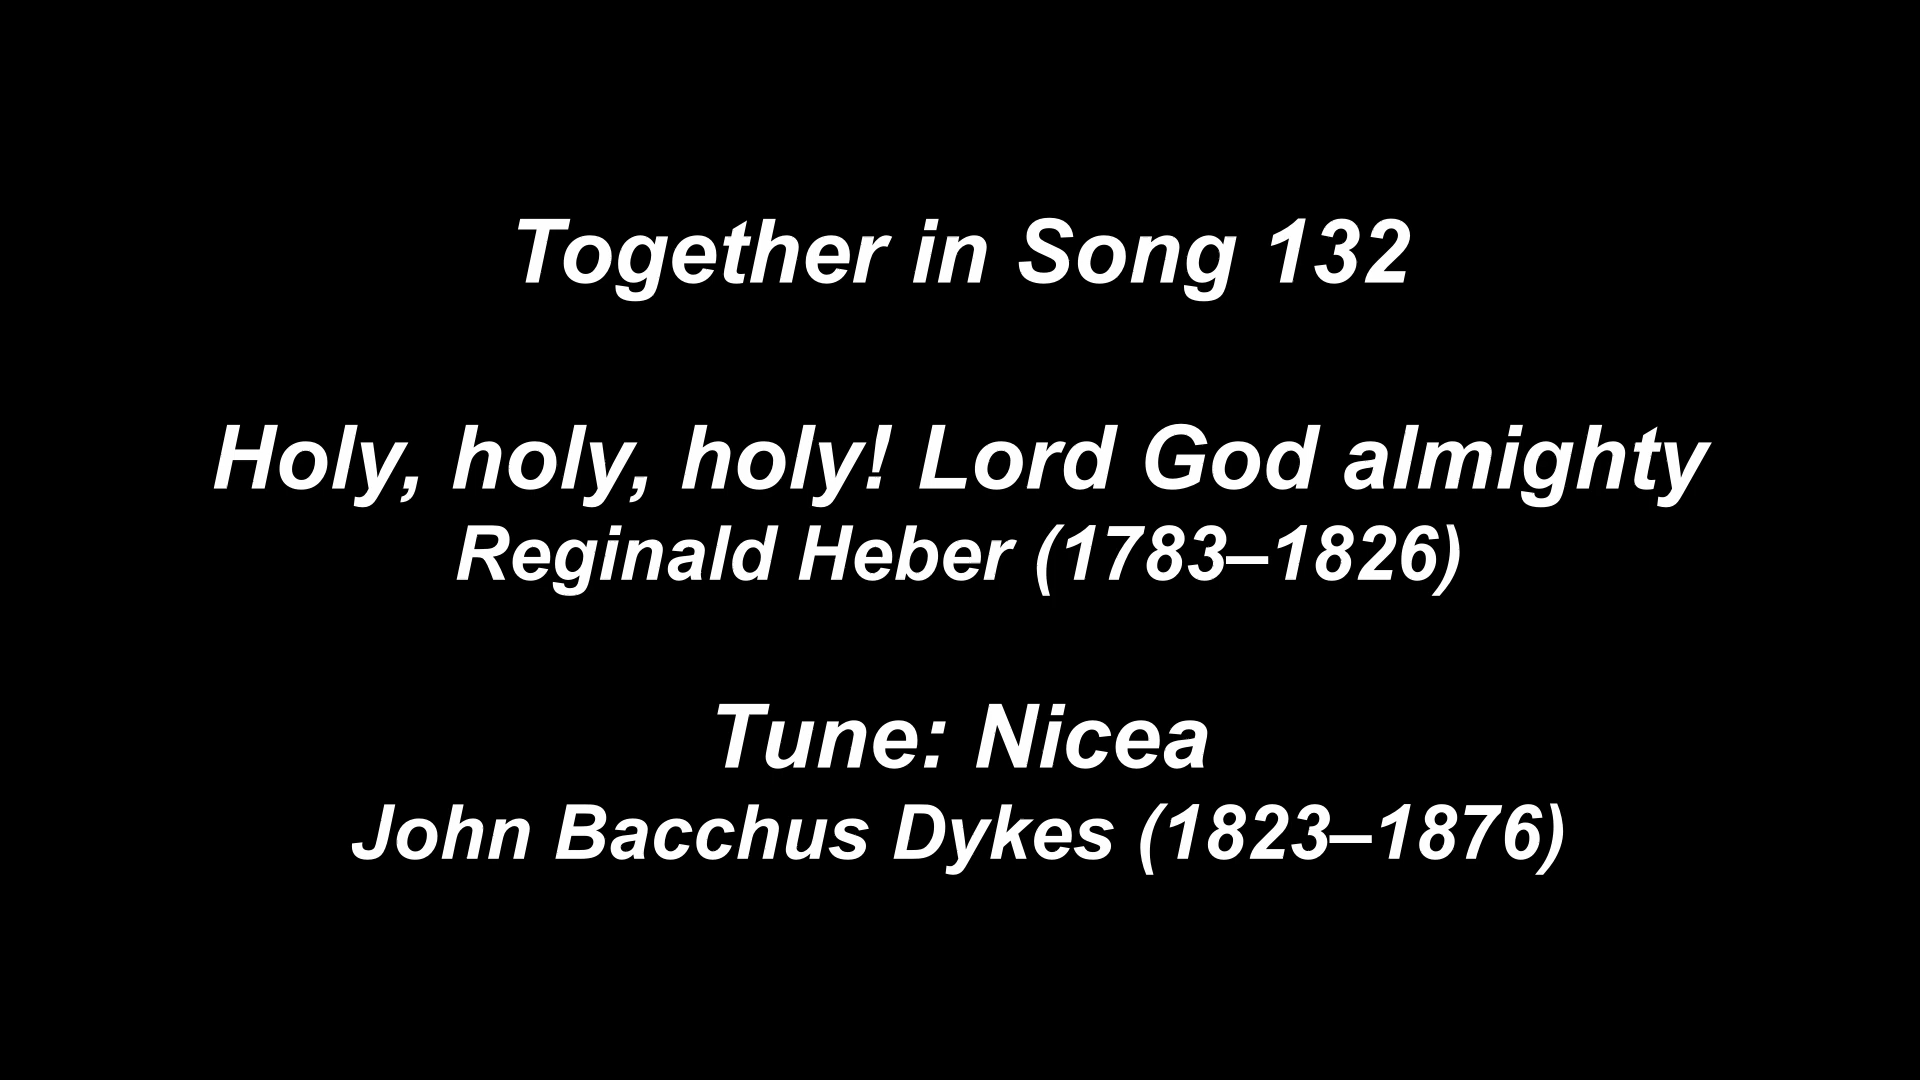 Together in Song 132
Holy, holy, holy! Lord God almighty
Reginald Heber (1783–1826)
Tune: Nicea
John Bacchus Dykes (1823–1876)